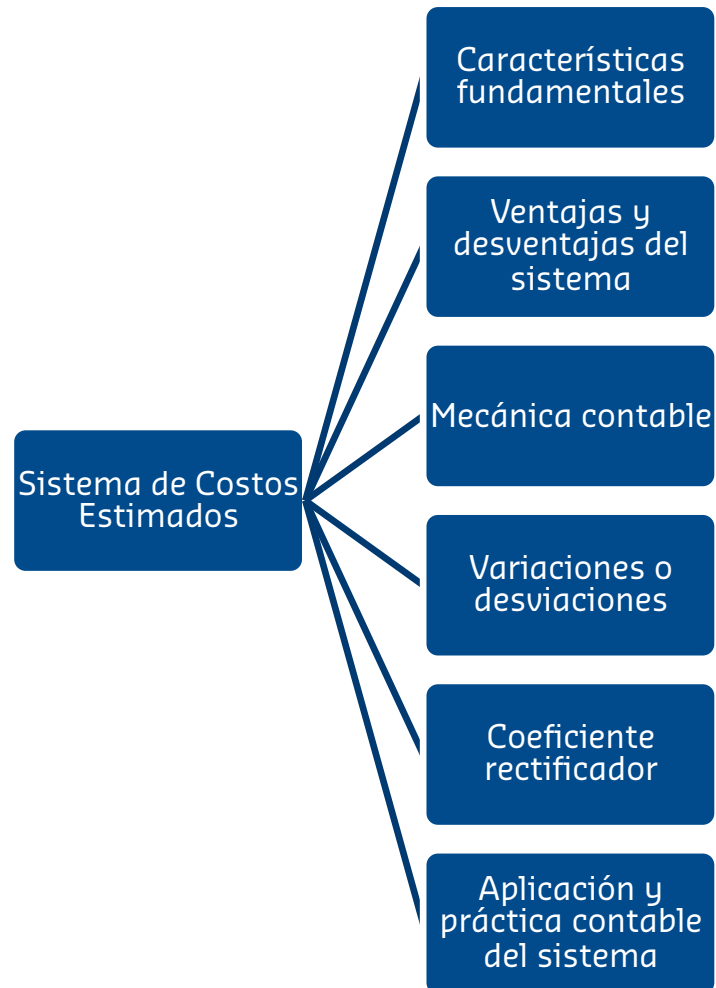 Características
fundamentales
Ventajas y
desventajas del
sistema
Mecánica contable
Sistema de Costos
Estimados
Variaciones o
desviaciones
Coeficiente
rectificador
Aplicación y
práctica contable
del sistema